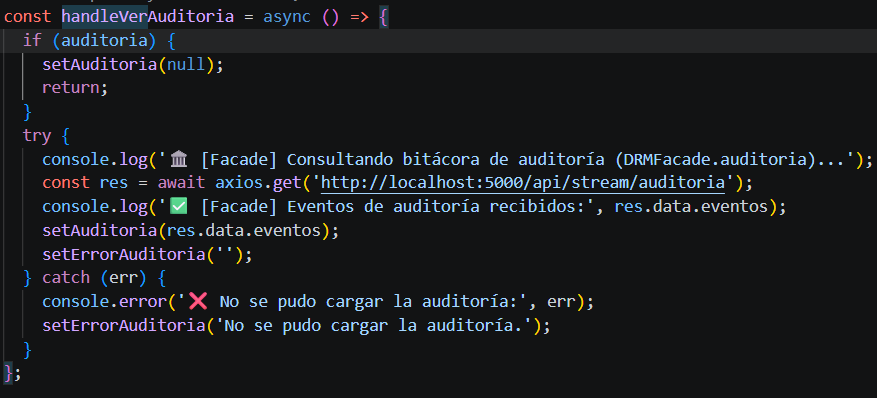 const handleVerAuditoria = async () => {
  if (auditoria) {
    setAuditoria(null);
    return;
  }
  try {
    console.log('🏛️ [Facade] Consultando bitácora de auditoría (DRMFacade.auditoria)...');
    const res = await axios.get('http://localhost:5000/api/stream/auditoria');
    console.log('✅ [Facade] Eventos de auditoría recibidos:', res.data.eventos);
    setAuditoria(res.data.eventos);
    setErrorAuditoria('');
  } catch (err) {
    console.error('❌ No se pudo cargar la auditoría:', err);
    setErrorAuditoria('No se pudo cargar la auditoría.');
  }
};